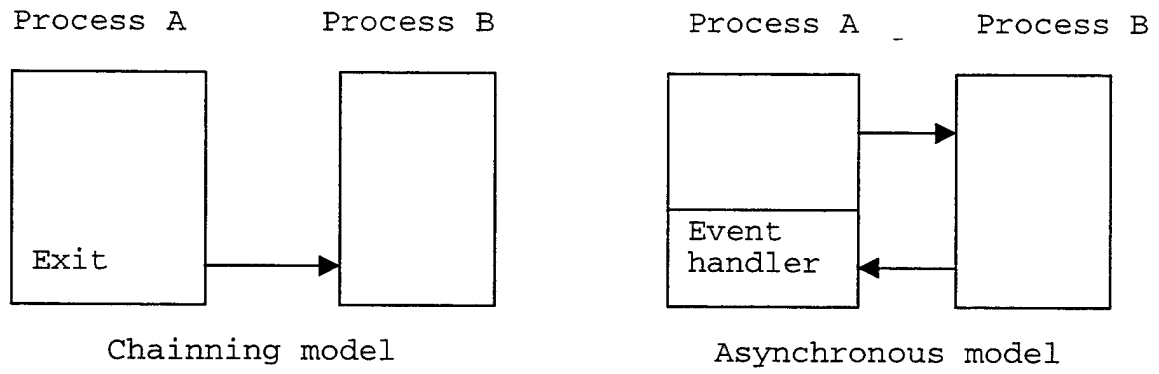 Process A
Process B
Exit
Chainning model
Process A
Process B
Event
handler
Asynchronous model